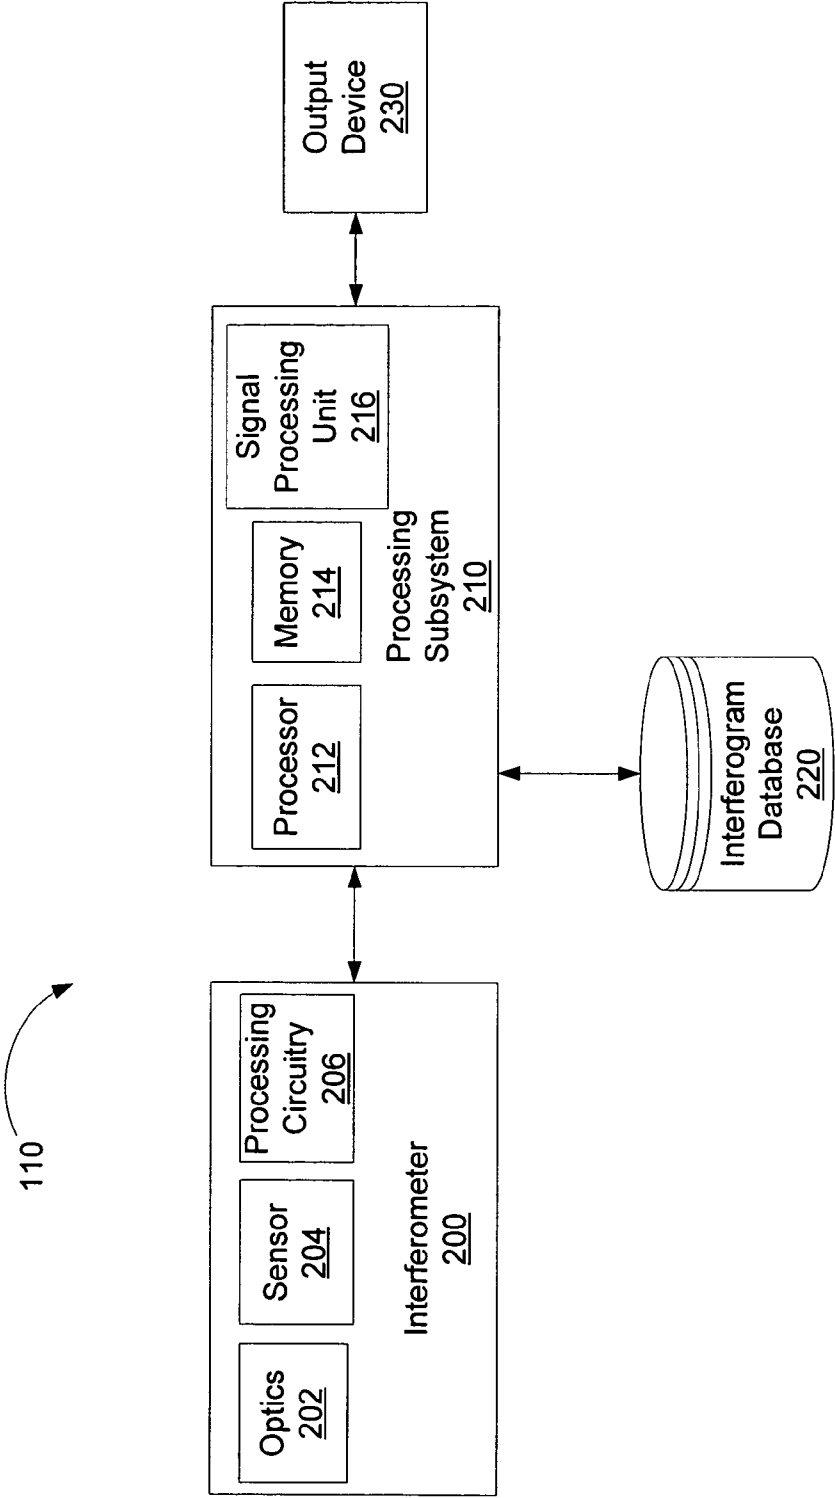 110
Optics
202
Sensor
204
Processing
Circuitry
206
Interferometer
200
Processor
212
Memory
214
Signal
Processing
Unit
216
Processing
Subsystem
210
Output
Device
230
Interferogram
Database
220